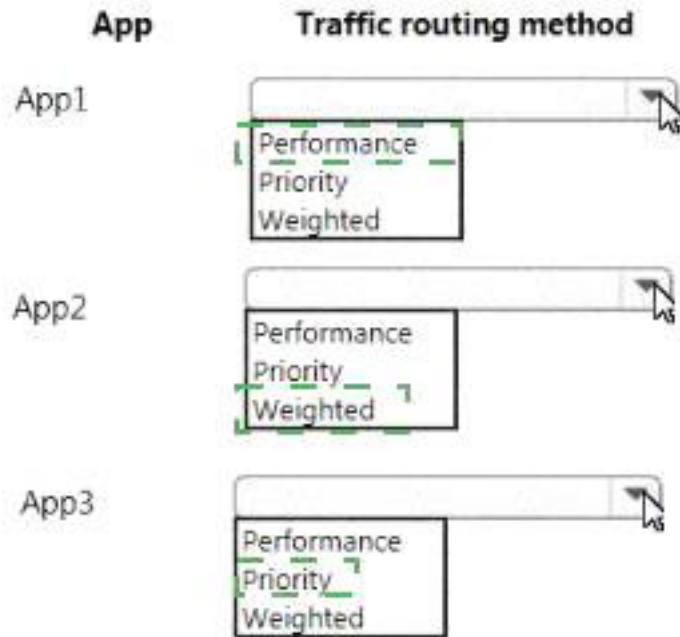 App Traffic routing method
App1
Performance
Priority
Weighted
App2
Performance
Priority
Weighted
App3
Performance
Priority
Weighted